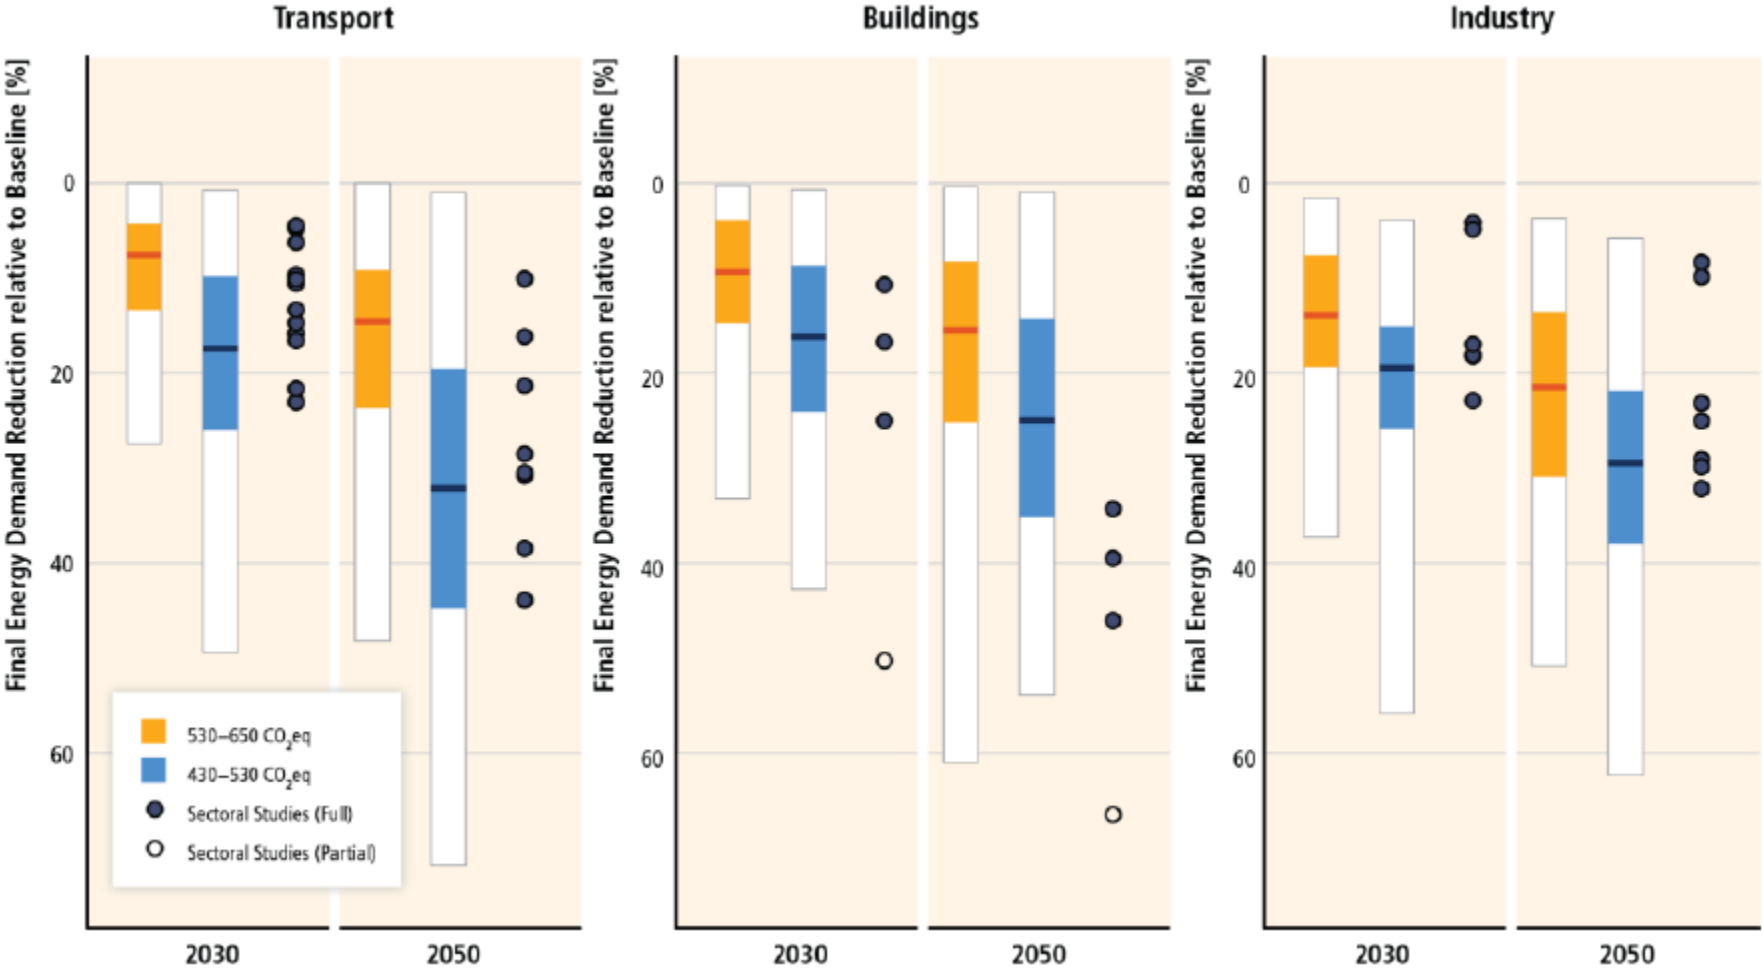 Transport
Final Energy Demand Reduction relative to Baseline [%]
0
20
40
60
530–650 CO₂eq
430–530 CO₂eq
Sectoral Studies (Full)
Sectoral Studies (Partial)
2030
2050
Buildings
Final Energy Demand Reduction relative to Baseline [%]
0
20
40
60
2030
2050
Industry
Final Energy Demand Reduction relative to Baseline [%]
0
20
40
60
2030
2050